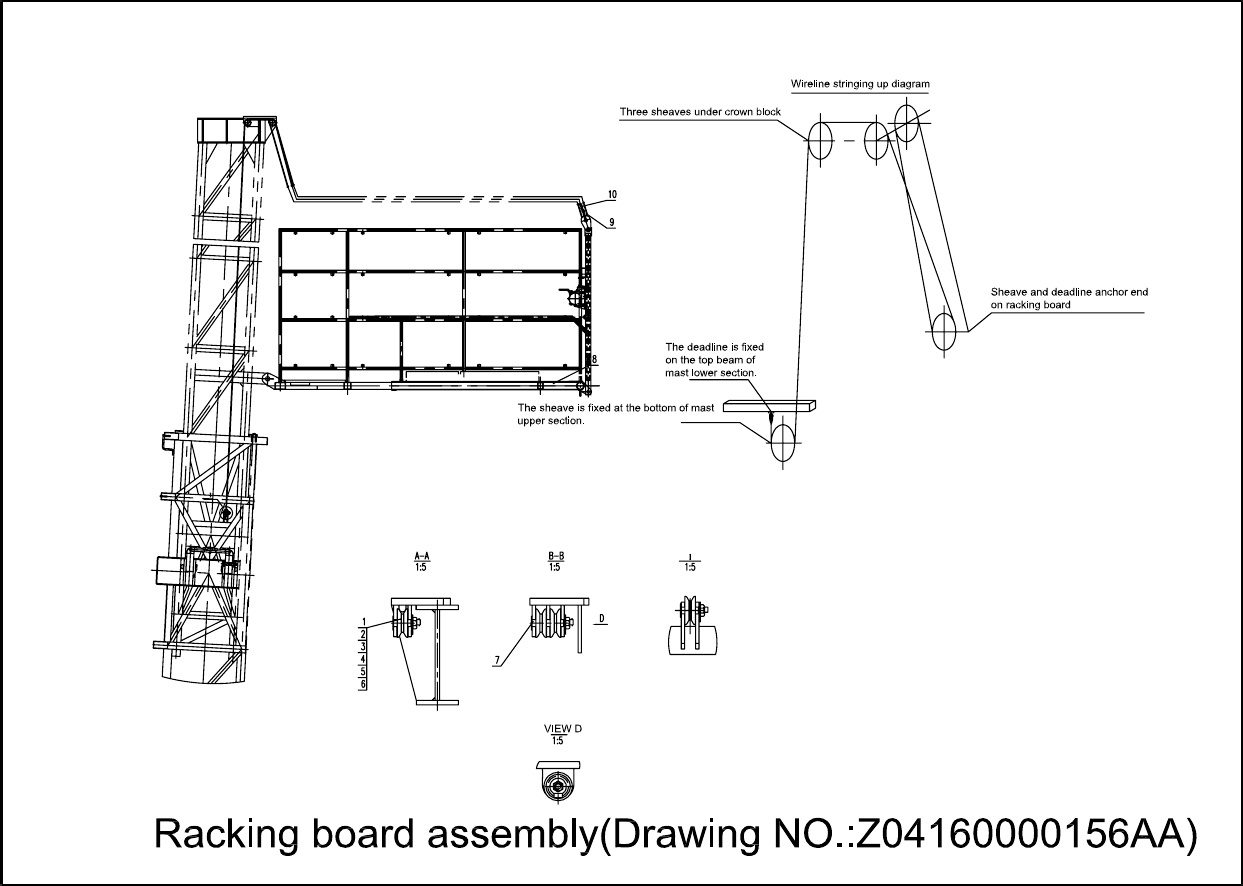 Wireline stringing up diagram
Three sheaves under crown block
10
9
Sheave and deadline anchor end
on racking board
The deadline is fixed
on the top beam of
mast lower section.
8
The sheave is fixed at the bottom of mast
upper section.
A-A
1:5
B-B
1:5
I
1:5
1
2
3
4
5
6
7
D
VIEW D
1:5
Racking board assembly(Drawing NO.:Z04160000156AA)